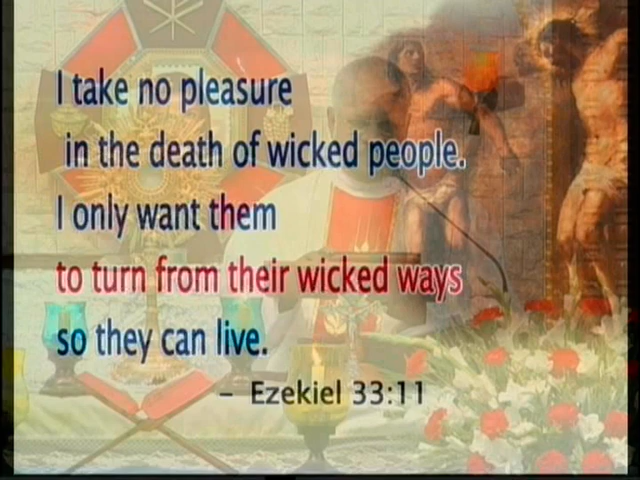 I take no pleasure
in the death of wicked people.
I only want them
to turn from their wicked ways
so they can live.
– Ezekiel 33:11